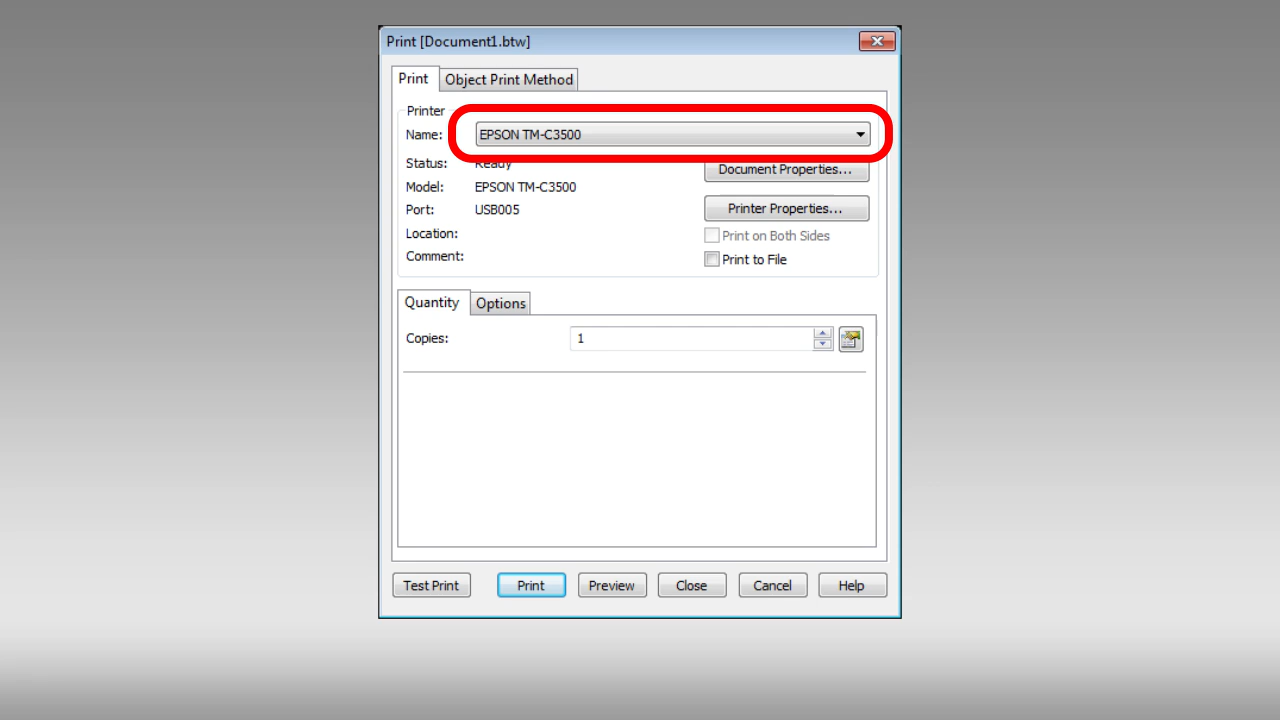 Print [Document1.btw]
Print Object Print Method
Printer
Name: EPSON TM-C3500
Status: Ready Document Properties...
Model: EPSON TM-C3500
Port: USB005 Printer Properties...
Location: Print on Both Sides
Comment: Print to File
Quantity Options
Copies: 1
Test Print Print Preview Close Cancel Help